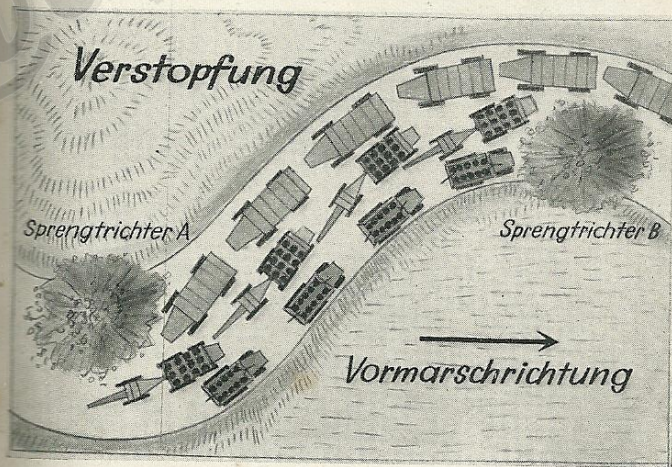 Verstopfung
Sprengtrichter A
Sprengtrichter B
Vormarschrichtung